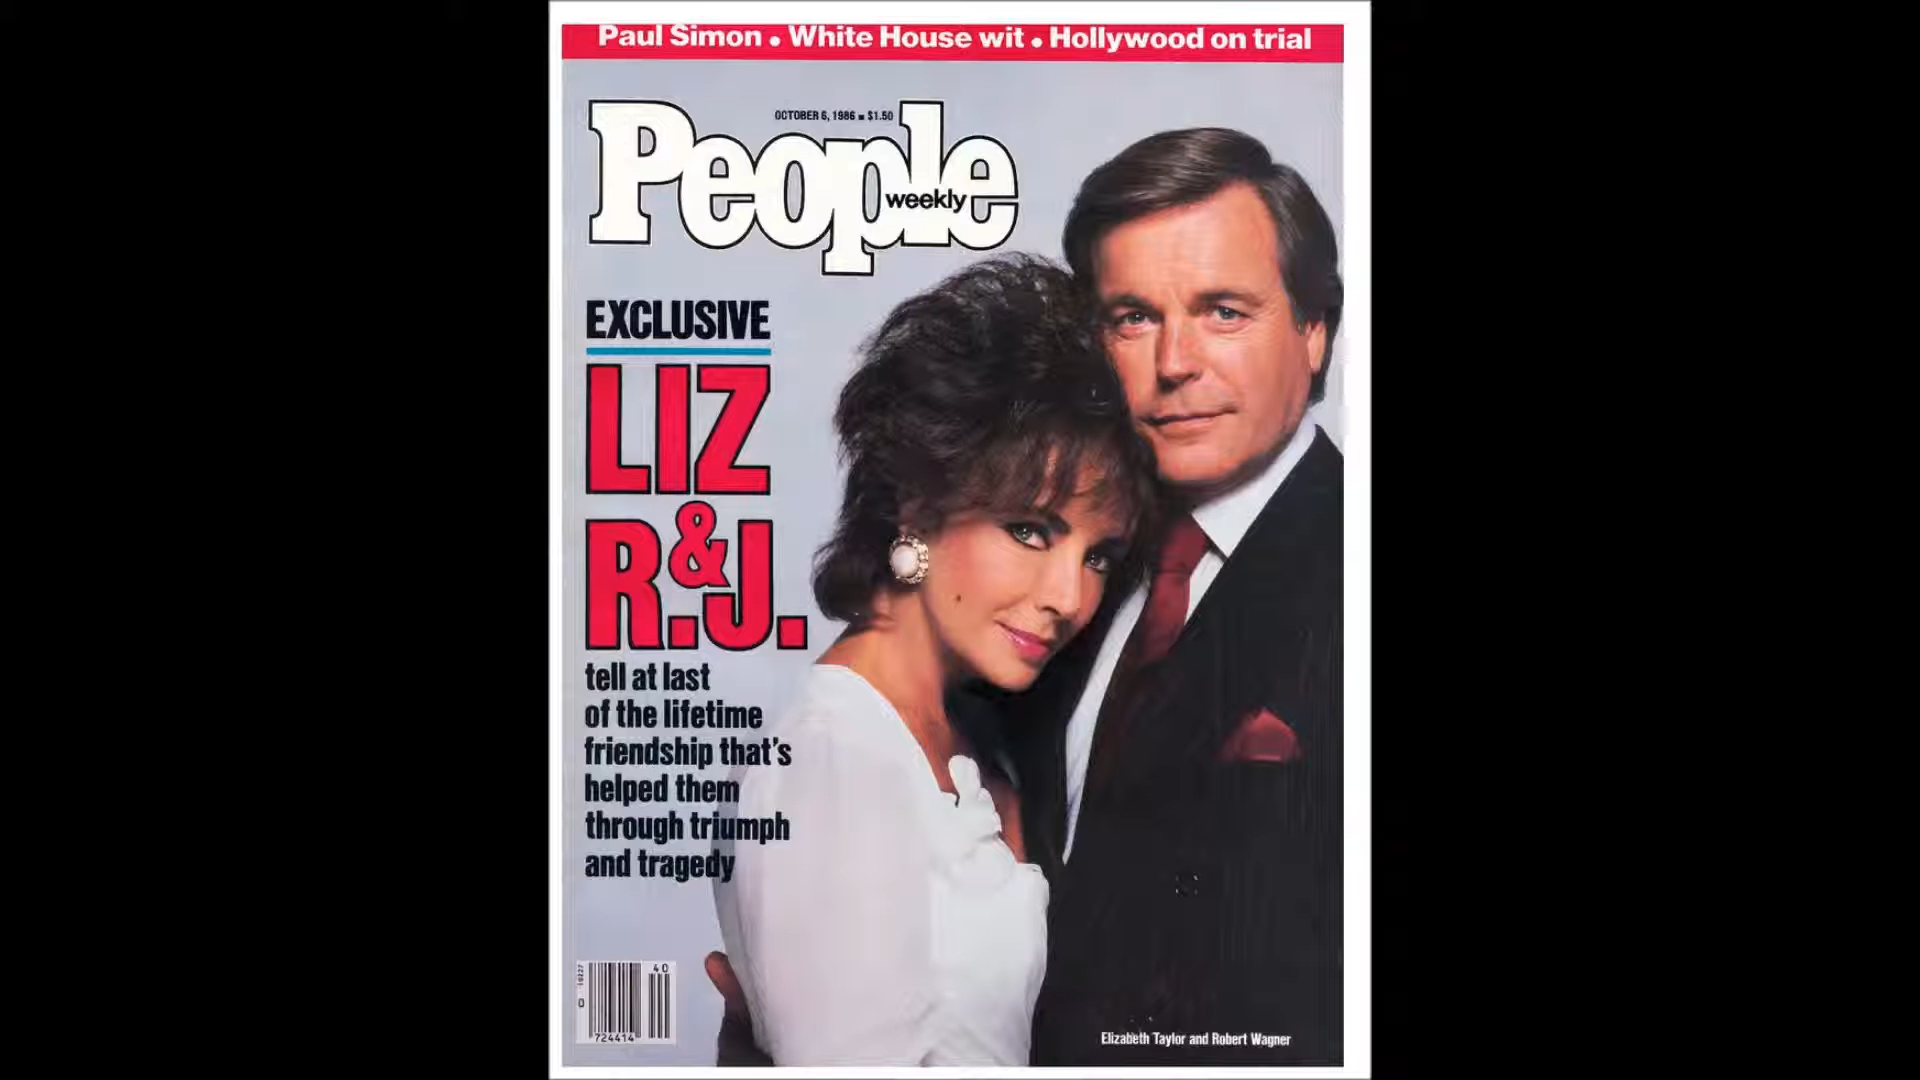 Paul Simon • White House wit • Hollywood on trial
OCTOBER 6, 1986 ■ $1.50
People
weekly
EXCLUSIVE
LIZ
&
R.J.
tell at last
of the lifetime
friendship that's
helped them
through triumph
and tragedy
40
0
724414
Elizabeth Taylor and Robert Wagner